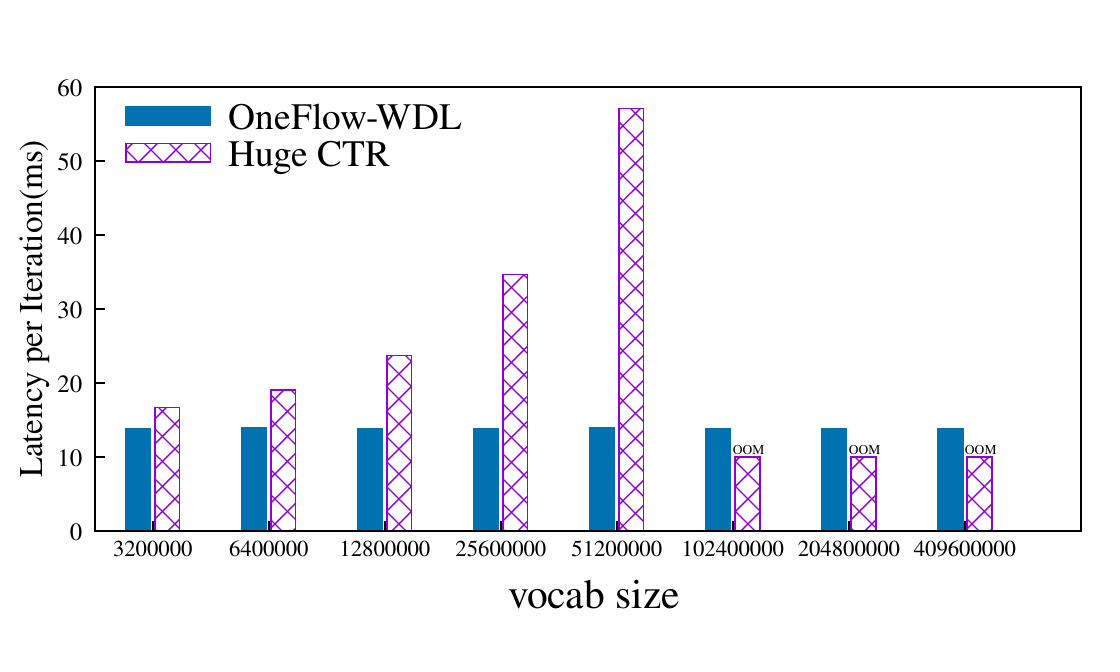 60
50
40
30
20
10
0
Latency per Iteration(ms)
OneFlow-WDL
Huge CTR
OOM OOM OOM
3200000 6400000 12800000 25600000 51200000 102400000 204800000 409600000
vocab size